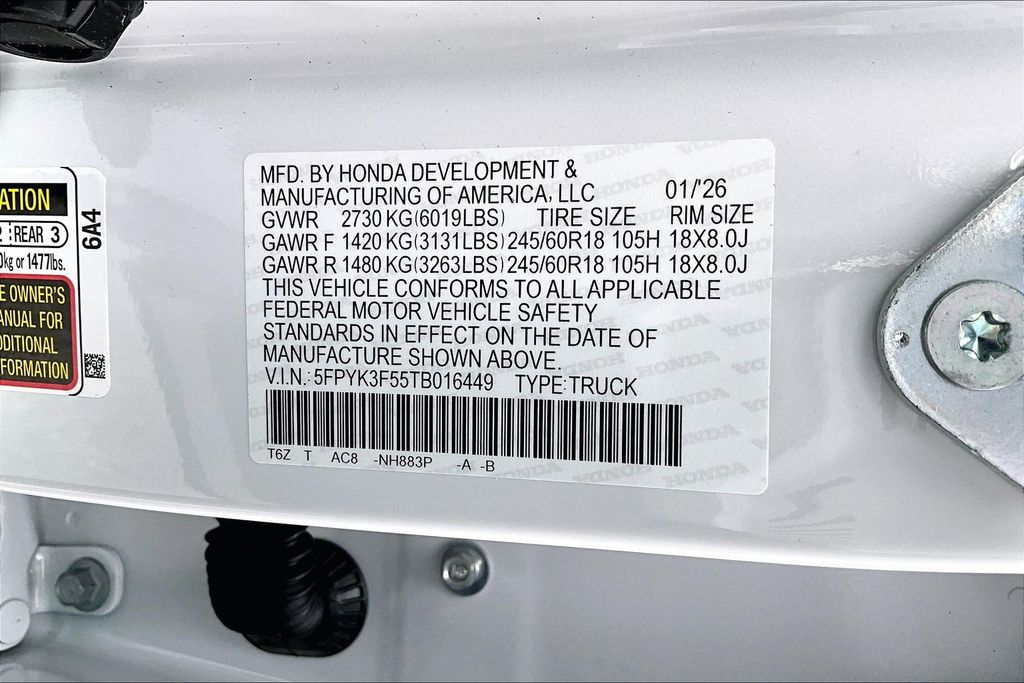 ATION
2 REAR 3
0kg or 1477lbs.
E OWNER'S
ANUAL FOR
DDITIONAL
FORMATION
6A4
MFD. BY HONDA DEVELOPMENT &
MANUFACTURING OF AMERICA, LLC 01/'26
GVWR 2730 KG(6019LBS) TIRE SIZE RIM SIZE
GAWR F 1420 KG(3131LBS) 245/60R18 105H 18X8.0J
GAWR R 1480 KG(3263LBS) 245/60R18 105H 18X8.0J
THIS VEHICLE CONFORMS TO ALL APPLICABLE
FEDERAL MOTOR VEHICLE SAFETY
STANDARDS IN EFFECT ON THE DATE OF
MANUFACTURE SHOWN ABOVE.
V.I.N.: 5FPYK3F55TB016449 TYPE:TRUCK
T6Z T AC8 -NH883P -A -B